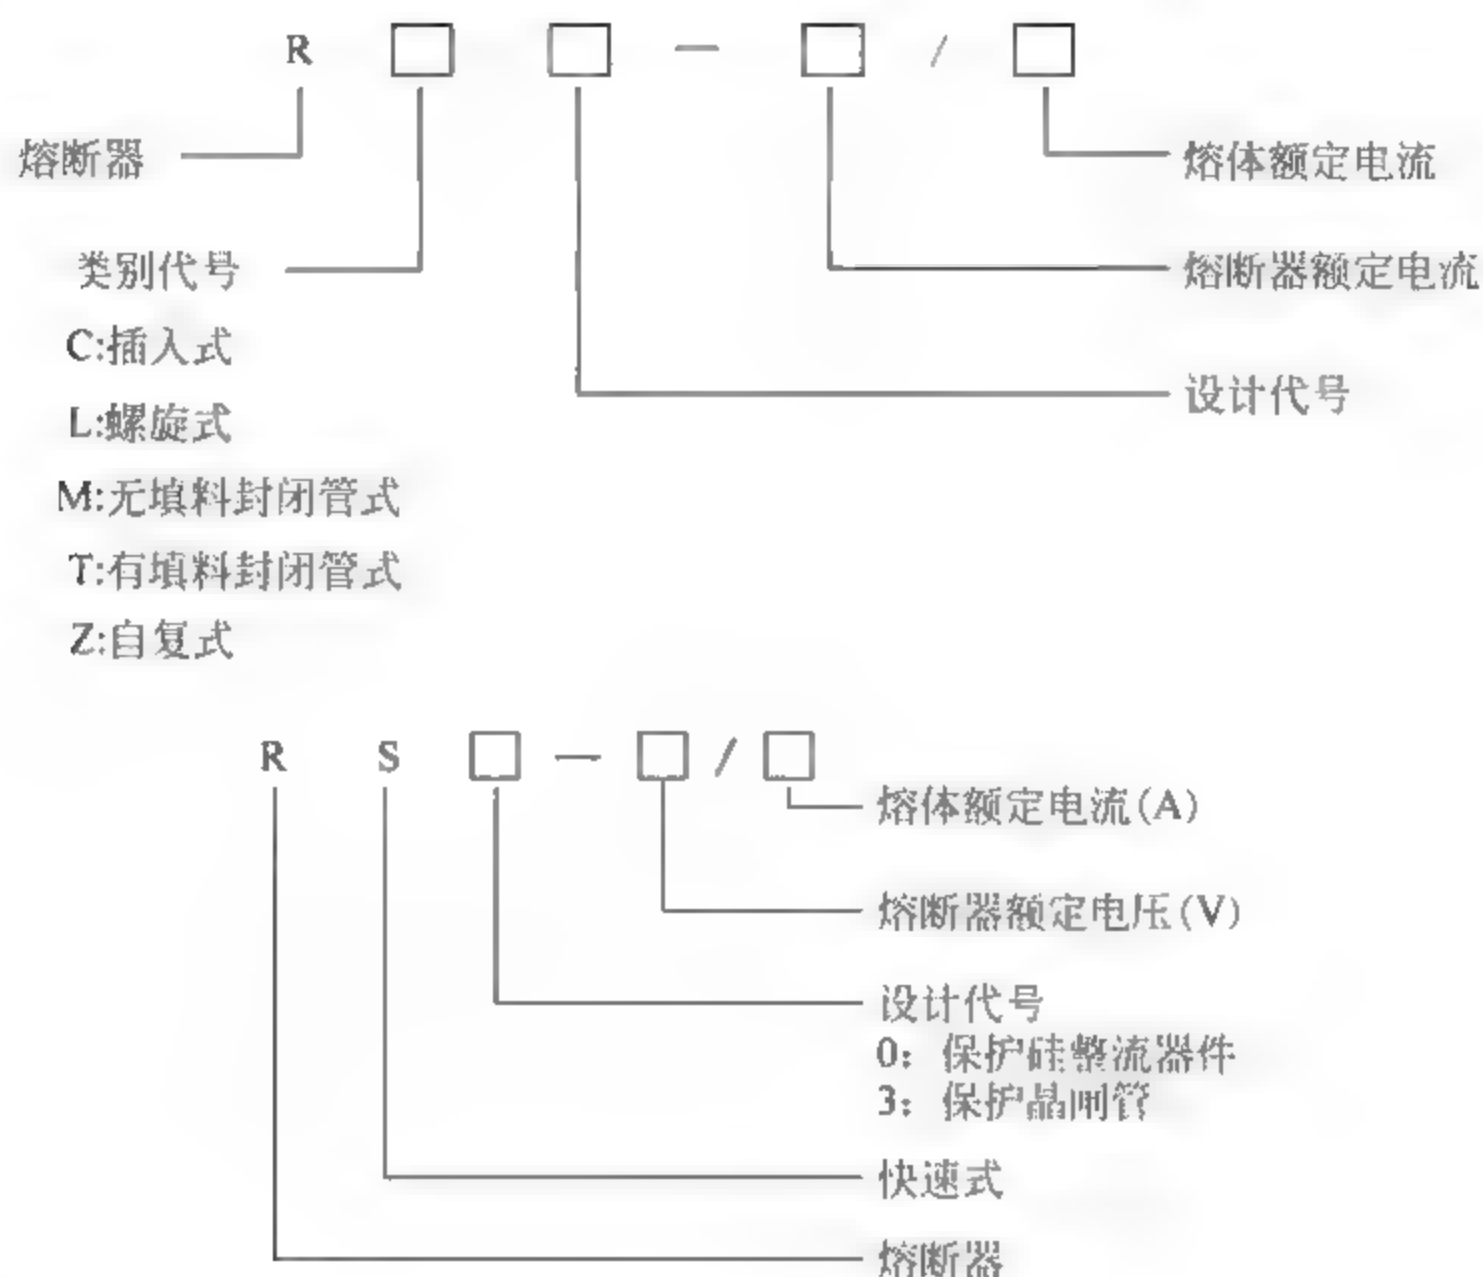 R □ □ — □ / □
熔断器
熔体额定电流
类别代号
熔断器额定电流
C:插入式
L:螺旋式
设计代号
M:无填料封闭管式
T:有填料封闭管式
Z:自复式
R S □ — □ / □
熔体额定电流(A)
熔断器额定电压(V)
设计代号
0：保护硅整流器件
3：保护晶闸管
快速式
熔断器